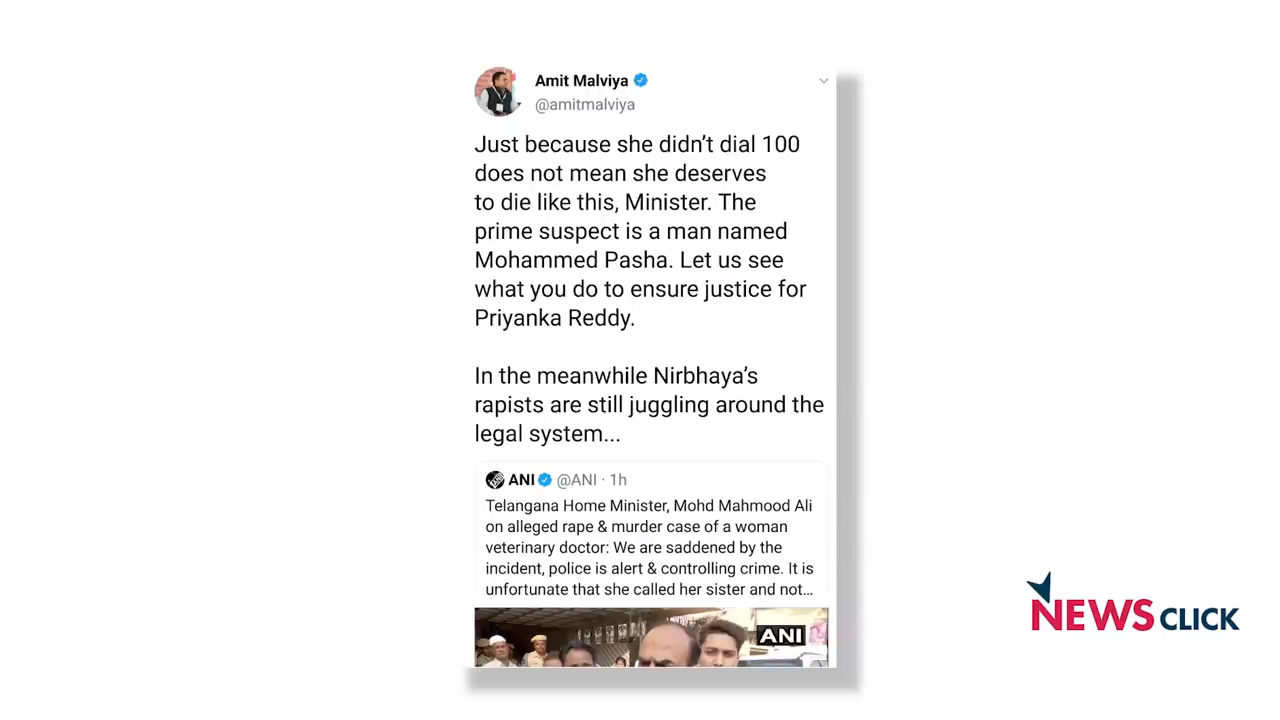 Amit Malviya
@amitmalviya
Just because she didn't dial 100
does not mean she deserves
to die like this, Minister. The
prime suspect is a man named
Mohammed Pasha. Let us see
what you do to ensure justice for
Priyanka Reddy.
In the meanwhile Nirbhaya's
rapists are still juggling around the
legal system...
ANI @ANI · 1h
Telangana Home Minister, Mohd Mahmood Ali
on alleged rape & murder case of a woman
veterinary doctor: We are saddened by the
incident, police is alert & controlling crime. It is
unfortunate that she called her sister and not...
ANI
NEWS CLICK